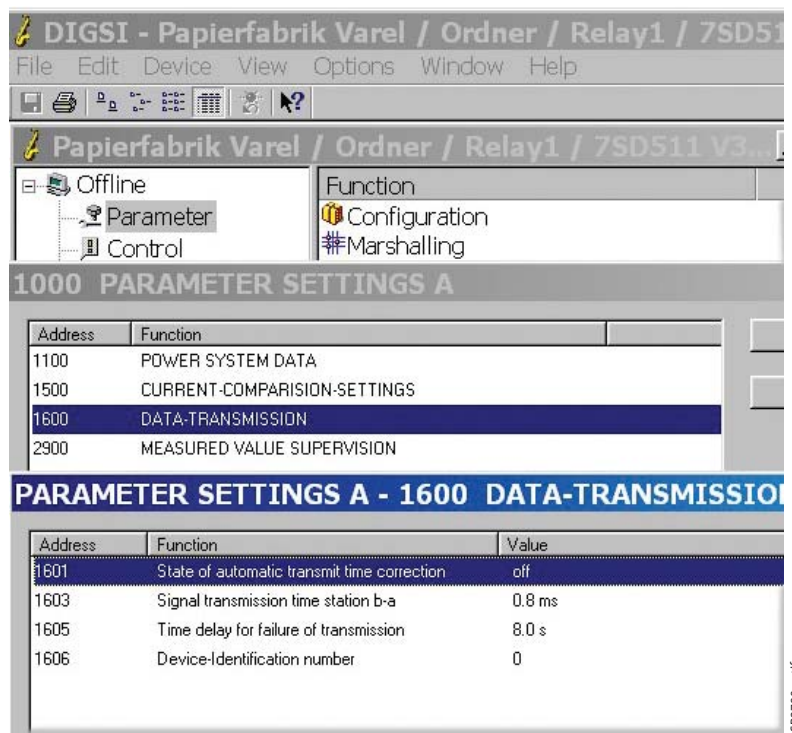 DIGSI - Papierfabrik Varel / Ordner / Relay1 / 7SD51
File Edit Device View Options Window Help
Papierfabrik Varel / Ordner / Relay1 / 7SD511 V3...
Offline
Function
Parameter
Configuration
Control
Marshalling
1000 PARAMETER SETTINGS A
Address Function
1100 POWER SYSTEM DATA
1500 CURRENT-COMPARISION-SETTINGS
1600 DATA-TRANSMISSION
2900 MEASURED VALUE SUPERVISION
PARAMETER SETTINGS A - 1600 DATA-TRANSMISSIO
Address Function Value
1601 State of automatic transmit time correction off
1603 Signal transmission time station b-a 0.8 ms
1605 Time delay for failure of transmission 8.0 s
1606 Device-Identification number 0